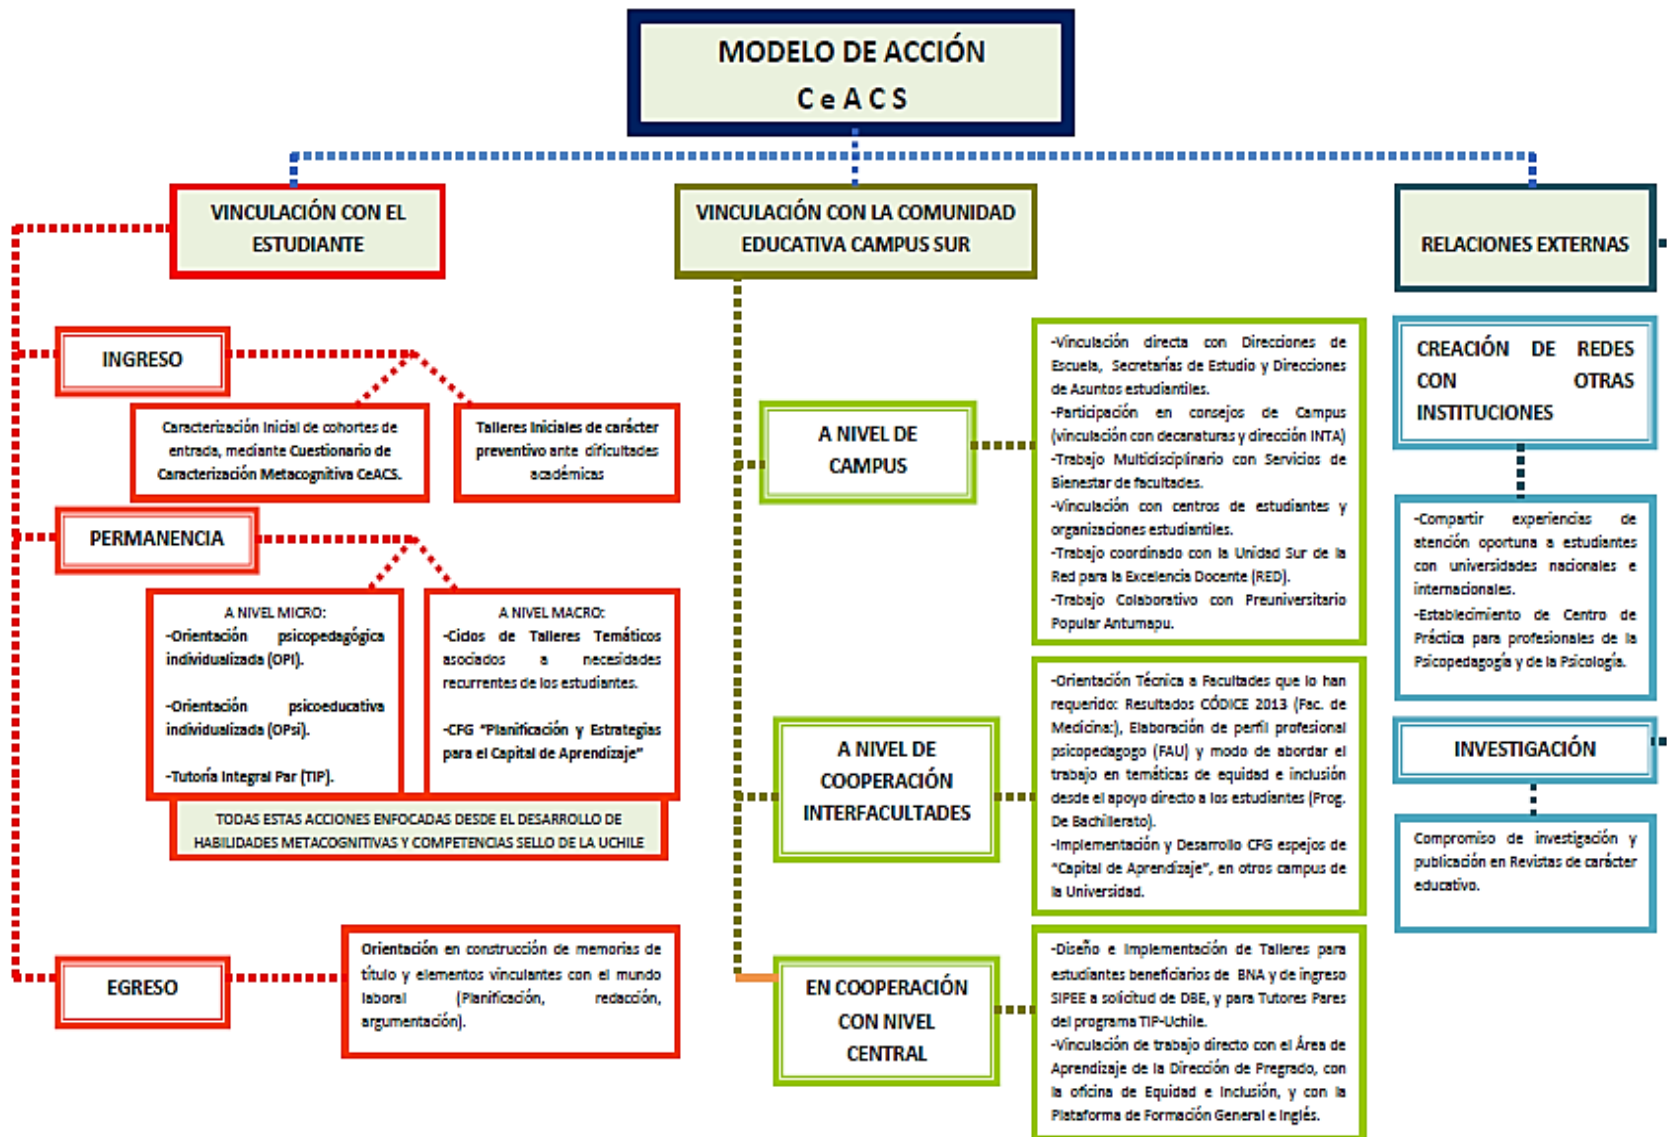 MODELO DE ACCIÓN
C e A C S
VINCULACIÓN CON EL
ESTUDIANTE
INGRESO
Caracterización Inicial de cohortes de
entrada, mediante Cuestionario de
Caracterización Metacognitiva CeACS.
Talleres Iniciales de carácter
preventivo ante dificultades
académicas
PERMANENCIA
A NIVEL MICRO:
-Orientación psicopedagógica
individualizada (OPI).
-Orientación psicoeducativa
individualizada (OPsi).
-Tutoría Integral Par (TIP).
A NIVEL MACRO:
-Ciclos de Talleres Temáticos
asociados a necesidades
recurrentes de los estudiantes.
-CFG "Planificación y Estrategias
para el Capital de Aprendizaje"
TODAS ESTAS ACCIONES ENFOCADAS DESDE EL DESARROLLO DE
HABILIDADES METACOGNITIVAS Y COMPETENCIAS SELLO DE LA UCHILE
EGRESO
Orientación en construcción de memorias de
título y elementos vinculantes con el mundo
laboral (Planificación, redacción,
argumentación).
VINCULACIÓN CON LA COMUNIDAD
EDUCATIVA CAMPUS SUR
A NIVEL DE
CAMPUS
-Vinculación directa con Direcciones de
Escuela, Secretarías de Estudio y Direcciones
de Asuntos estudiantiles.
-Participación en consejos de Campus
(vinculación con decanaturas y dirección INTA)
-Trabajo Multidisciplinario con Servicios de
Bienestar de facultades.
-Vinculación con centros de estudiantes y
organizaciones estudiantiles.
-Trabajo coordinado con la Unidad Sur de la
Red para la Excelencia Docente (RED).
-Trabajo Colaborativo con Preuniversitario
Popular Antumapu.
A NIVEL DE
COOPERACIÓN
INTERFACULTADES
-Orientación Técnica a Facultades que lo han
requerido: Resultados CÓDICE 2013 (Fac. de
Medicina:), Elaboración de perfil profesional
psicopedagogo (FAU) y modo de abordar el
trabajo en temáticas de equidad e inclusión
desde el apoyo directo a los estudiantes (Prog.
De Bachillerato).
-Implementación y Desarrollo CFG espejos de
"Capital de Aprendizaje", en otros campus de
la Universidad.
EN COOPERACIÓN
CON NIVEL
CENTRAL
-Diseño e Implementación de Talleres para
estudiantes beneficiarios de BNA y de ingreso
SIPEE a solicitud de DBE, y para Tutores Pares
del programa TIP-Uchile.
-Vinculación de trabajo directo con el Área de
Aprendizaje de la Dirección de Pregrado, con
la oficina de Equidad e Inclusión, y con la
Plataforma de Formación General e Inglés.
RELACIONES EXTERNAS
CREACIÓN DE REDES
CON OTRAS
INSTITUCIONES
-Compartir experiencias de
atención oportuna a estudiantes
con universidades nacionales e
internacionales.
-Establecimiento de Centro de
Práctica para profesionales de la
Psicopedagogía y de la Psicología.
INVESTIGACIÓN
Compromiso de investigación y
publicación en Revistas de carácter
educativo.